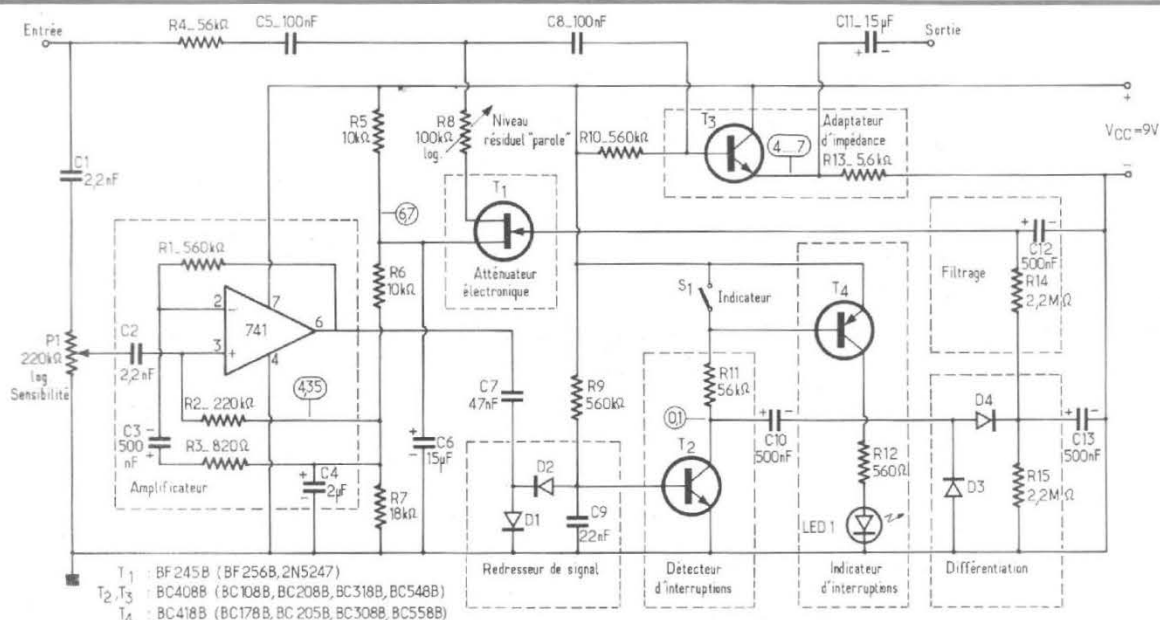 Entrée
R4_56kΩ
C5_100nF
C8_100nF
C11_15µF
Sortie
+ -
+
VCC=9V
-
R5
10kΩ
R8
100kΩ
log.
Niveau
résiduel "parole"
R10_560kΩ
T3
Adaptateur
d'impédance
4...7
R13_5,6kΩ
C1
2,2nF
6,7
T1
Atténuateur
électronique
R1_560kΩ
R6
10kΩ
2
-
7
741
6
3
+
4
P1
220kΩ
log
Sensibilité
C2
2,2nF
R2_220kΩ
4,35
C3
500
nF
-
+
R3_820Ω
C4
2µF
+
-
Amplificateur
R7
18kΩ
C6
15µF
+
-
C7
47nF
R9
560kΩ
D2
D1
C9
22nF
Redresseur de signal
S1
Indicateur
R11
56kΩ
0,1
T2
Détecteur
d'interruptions
+ -
C10
500nF
T4
R12
560Ω
LED 1
Indicateur
d'interruptions
Filtrage
+ -
C12
500nF
R14
2,2MΩ
D4
D3
+ -
C13
500nF
R15
2,2MΩ
Différentiation
T1 : BF245B (BF256B, 2N5247)
T2,T3 : BC408B (BC108B, BC208B, BC318B, BC548B)
T4 : BC418B (BC178B, BC205B, BC308B, BC558B)